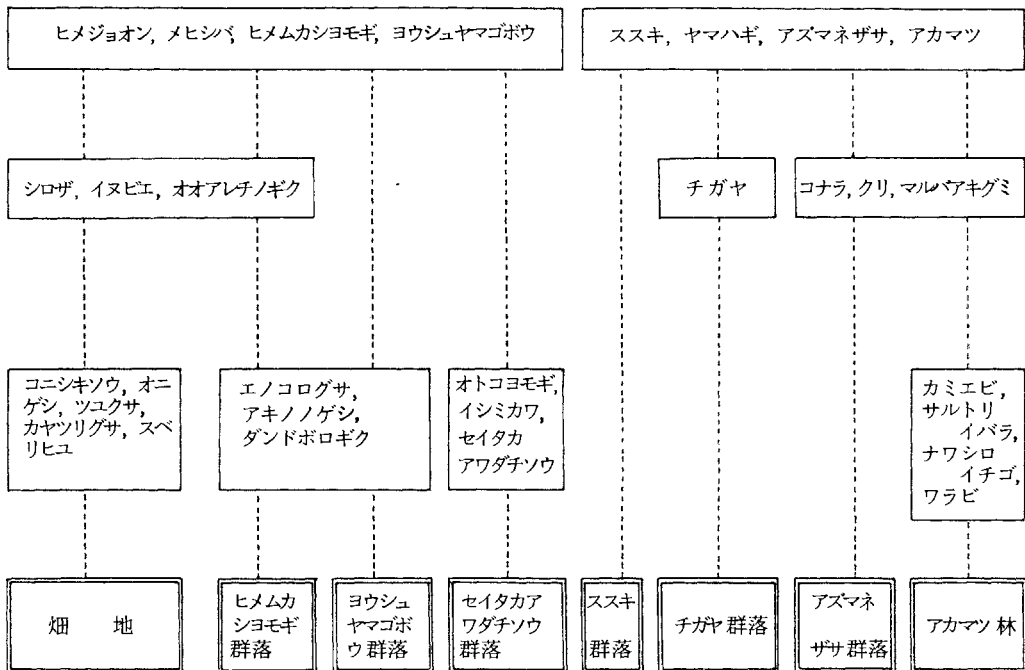 ヒメジョオン, メヒシバ, ヒメムカシヨモギ, ヨウシュヤマゴボウ
ススキ, ヤマハギ, アズマネザサ, アカマツ
シロザ, イヌビエ, オオアレチノギク
チガヤ
コナラ, クリ, マルバアキグミ
コニシキソウ, オニ
ゲシ, ツユクサ,
カヤツリグサ, スベ
リヒユ
エノコログサ,
アキノノゲシ,
ダンドボロギク
オトコヨモギ,
イシミカワ,
セイタカ
アワダチソウ
カミエビ,
サルトリ
イバラ,
ナワシロ
イチゴ,
ワラビ
畑 地
ヒメムカ
シヨモギ
群落
ヨウシュ
ヤマゴボ
ウ群落
セイタカア
ワダチソウ
群落
ススキ
群落
チガヤ群落
アズマネ
ザサ群落
アカマツ林